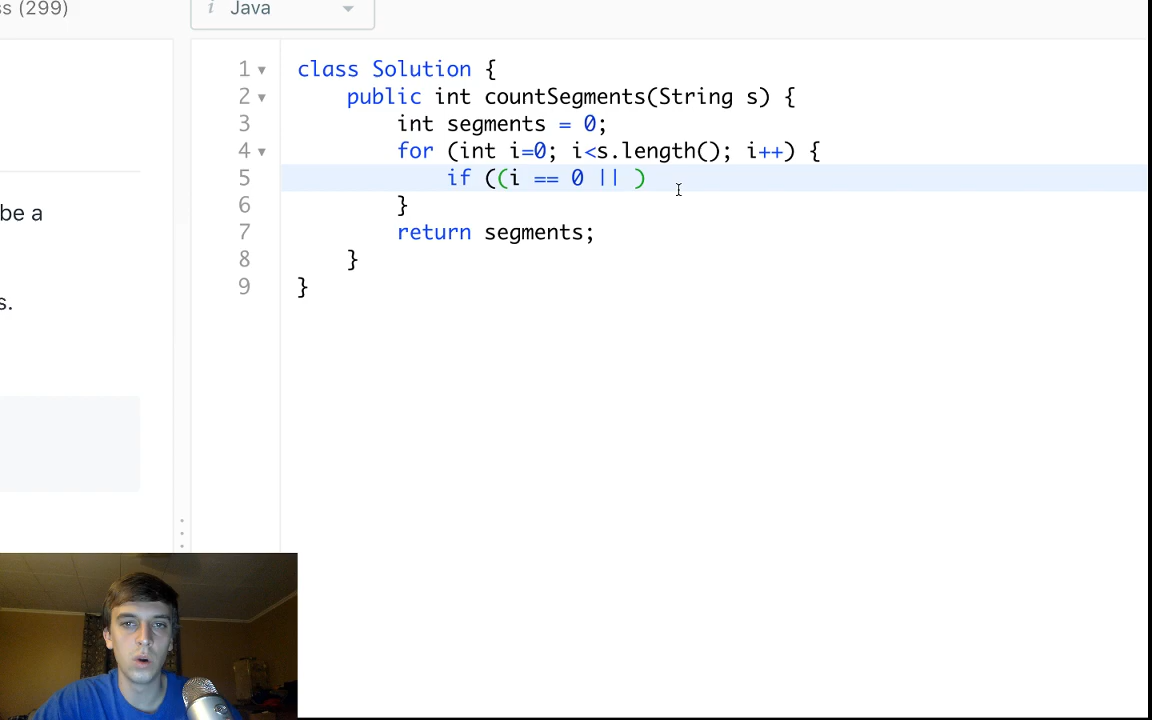 ss (299)
i Java
be a
s.
1 class Solution {
2 public int countSegments(String s) {
3 int segments = 0;
4 for (int i=0; i<s.length(); i++) {
5 if ((i == 0 || )
6 }
7 return segments;
8 }
9 }